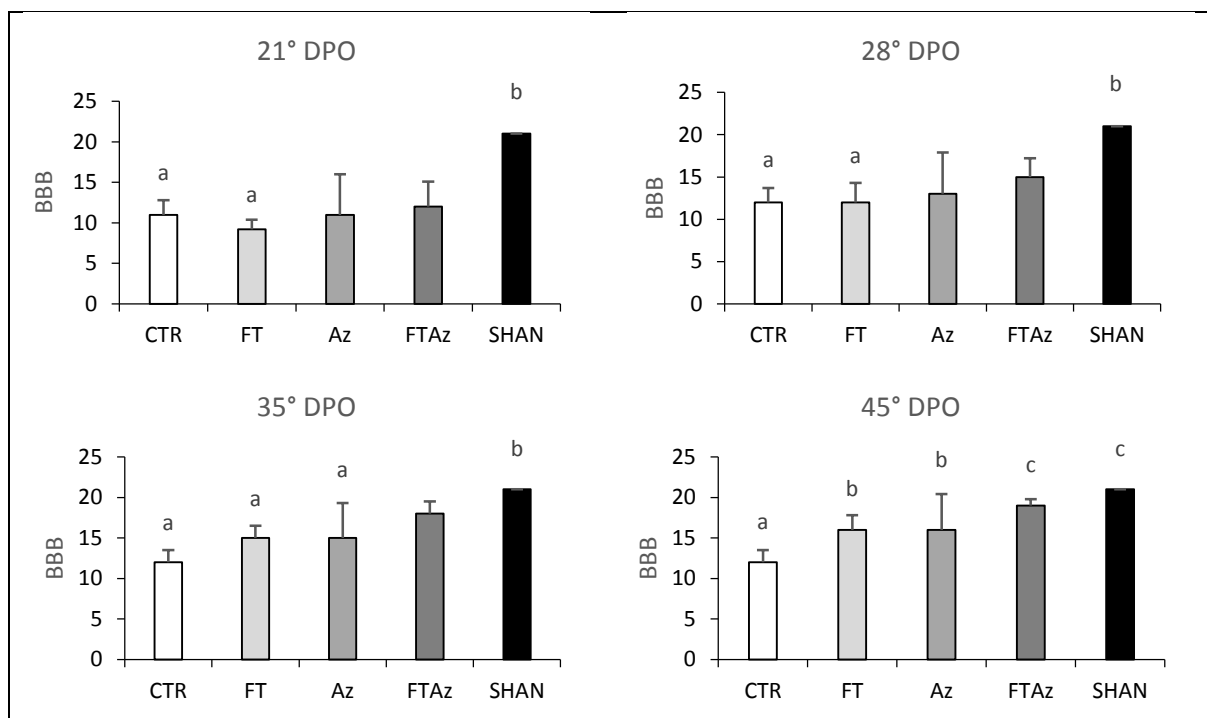 21° DPO
b
25
20
a
a
15
10
5
0
BBB
CTR FT Az FTAz SHAN
28° DPO
b
25
20
a
a
15
10
5
0
BBB
CTR FT Az FTAz SHAN
35° DPO
b
25
a
a
20
a
15
10
5
0
BBB
CTR FT Az FTAz SHAN
45° DPO
b
c
c
25
b
20
a
15
10
5
0
BBB
CTR FT Az FTAz SHAN